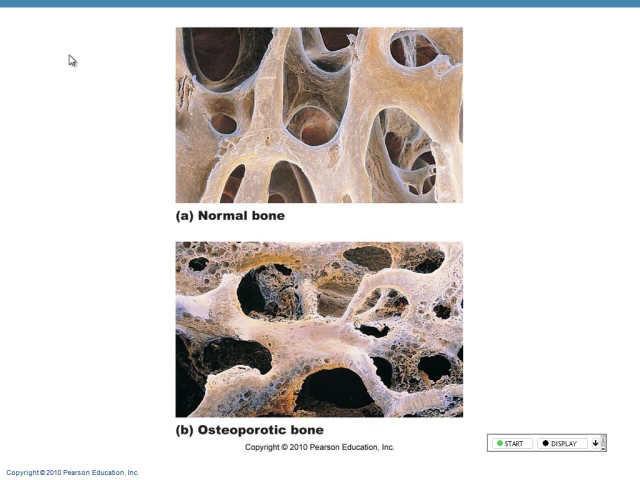 (a) Normal bone
(b) Osteoporotic bone
Copyright © 2010 Pearson Education, Inc.
START DISPLAY
Copyright © 2010 Pearson Education, Inc.